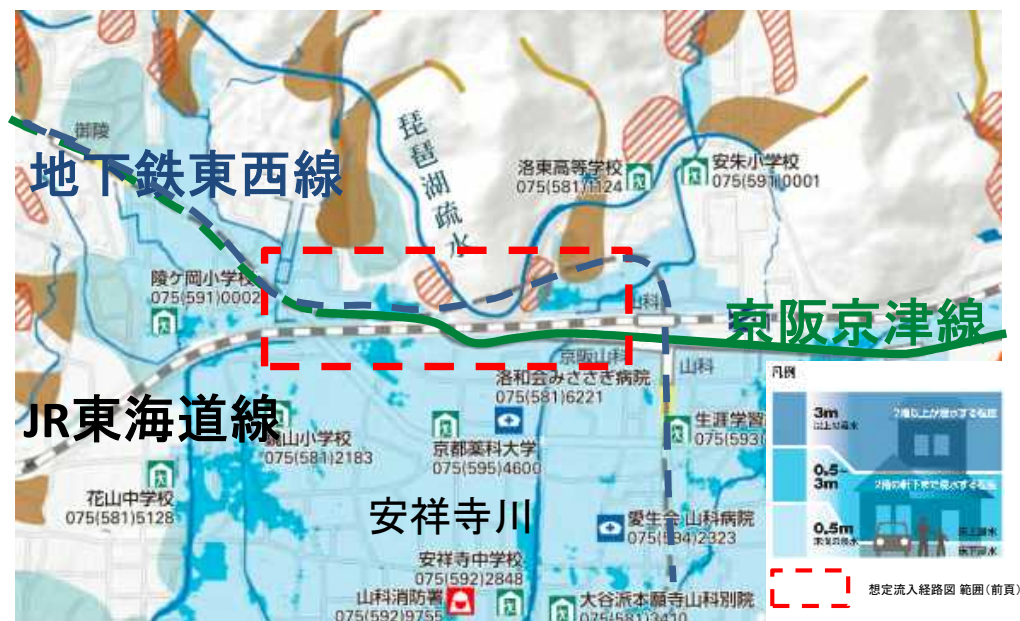 御陵
地下鉄東西線
琵琶湖疏水
洛東高等学校
075(581)1124
安朱小学校
075(591)0001
陵ケ岡小学校
075(591)0002
山科
京阪京津線
京阪山科
山科
洛和会みささぎ病院
075(581)6221
JR東海道線
鏡山小学校
075(581)2183
京都薬科大学
075(595)4600
生涯学習
075(593)
花山中学校
075(581)5128
安祥寺川
愛生会 山科病院
075(594)2323
安祥寺中学校
075(592)2848
山科消防署
075(592)9755
大谷派本願寺山科別院
075(581)3410
凡例
3m
以上の浸水
2階以上が浸水する程度
0.5~
3m
2階の軒下まで浸水する程度
0.5m
未満の浸水
床上浸水
床下浸水
想定流入経路図 範囲(前頁)